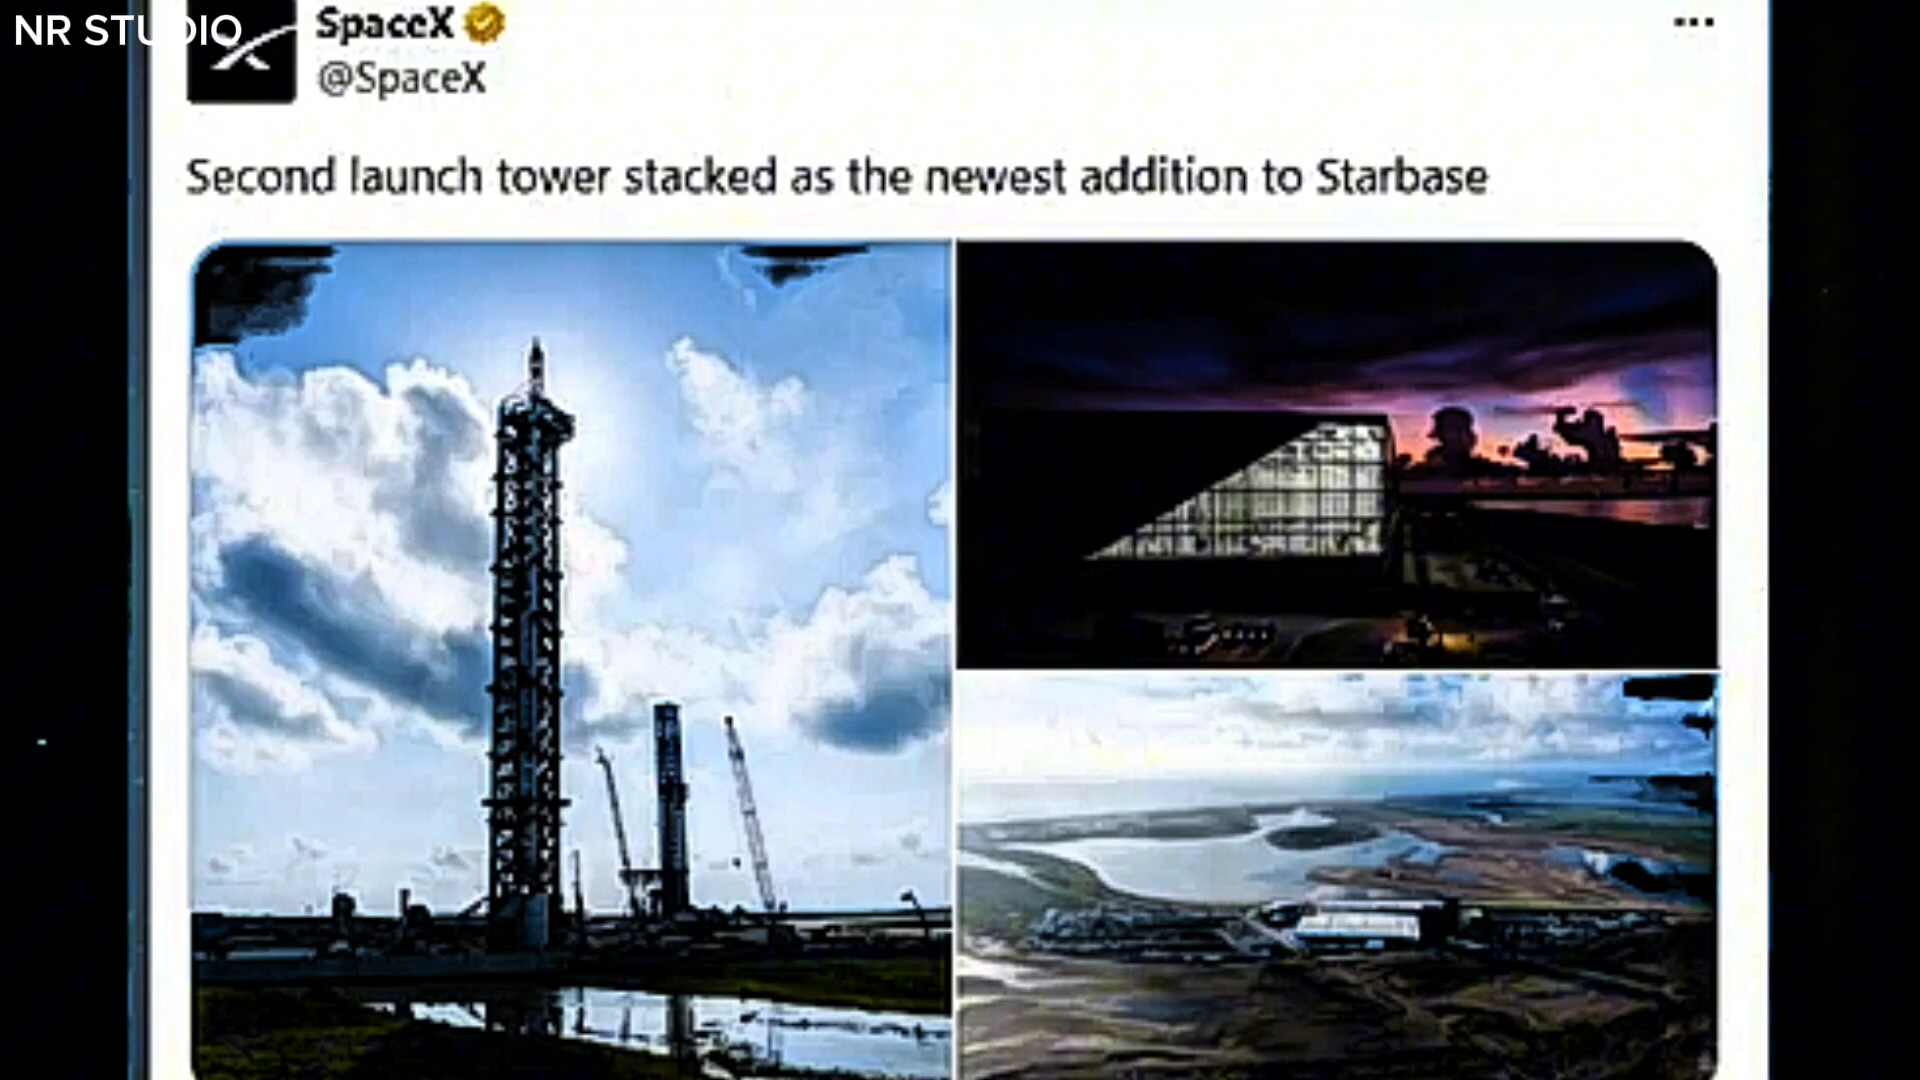 NR STUDIO
SpaceX
@SpaceX
Second launch tower stacked as the newest addition to Starbase